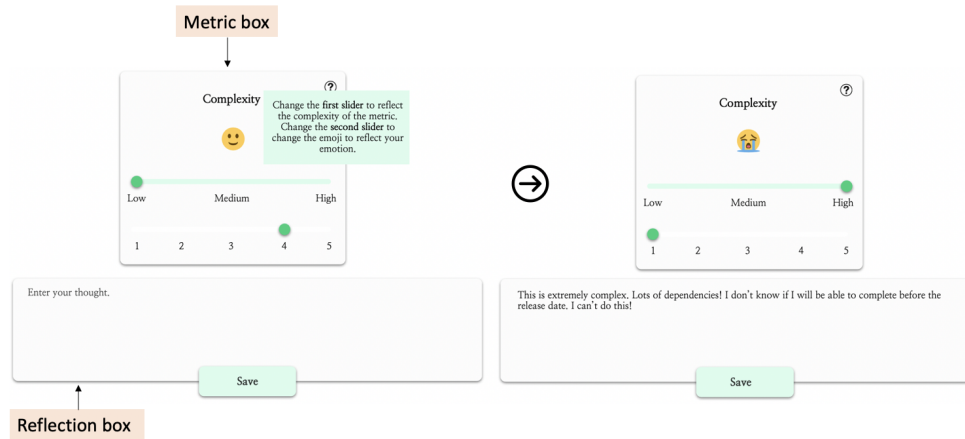 Metric box
Complexity
?
Change the first slider to reflect
the complexity of the metric.
Change the second slider to
change the emoji to reflect your
emotion.
Low Medium High
1 2 3 4 5
Enter your thought.
Save
Reflection box
?
Complexity
Low Medium High
1 2 3 4 5
This is extremely complex. Lots of dependencies! I don't know if I will be able to complete before the
release date. I can't do this!
Save